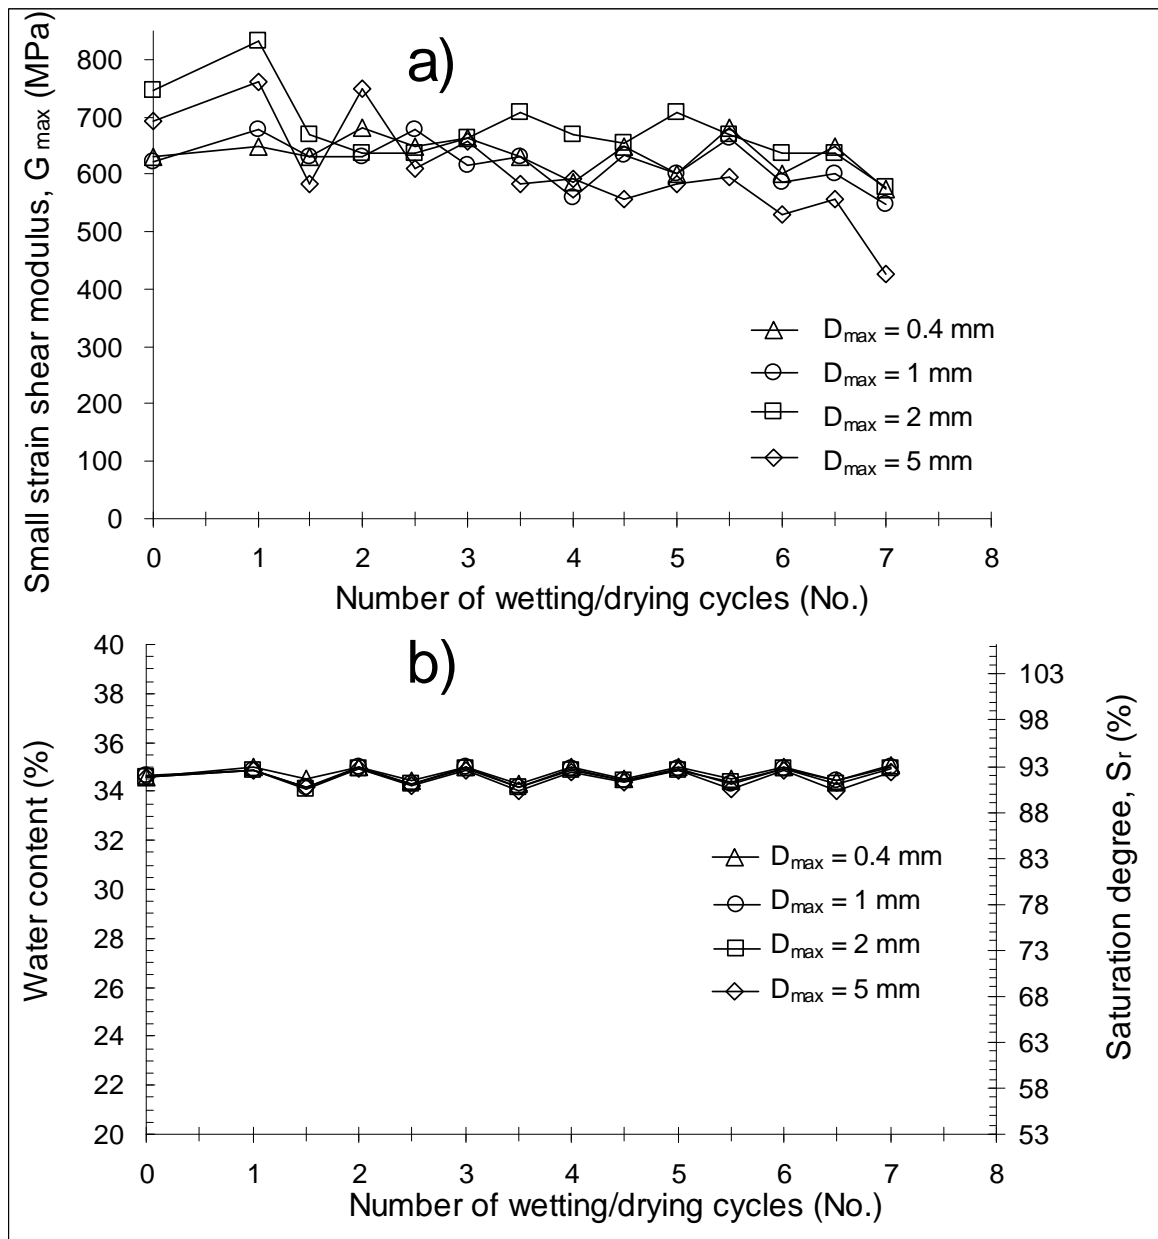 a)
Small strain shear modulus, G max (MPa)
800
700
600
500
400
300
200
100
0
Dmax = 0.4 mm
Dmax = 1 mm
Dmax = 2 mm
Dmax = 5 mm
0 1 2 3 4 5 6 7 8
Number of wetting/drying cycles (No.)
b)
Water content (%)
40
38
36
34
32
30
28
26
24
22
20
Dmax = 0.4 mm
Dmax = 1 mm
Dmax = 2 mm
Dmax = 5 mm
103
98
93
88
83
78
73
68
63
58
53
Saturation degree, Sr (%)
0 1 2 3 4 5 6 7 8
Number of wetting/drying cycles (No.)